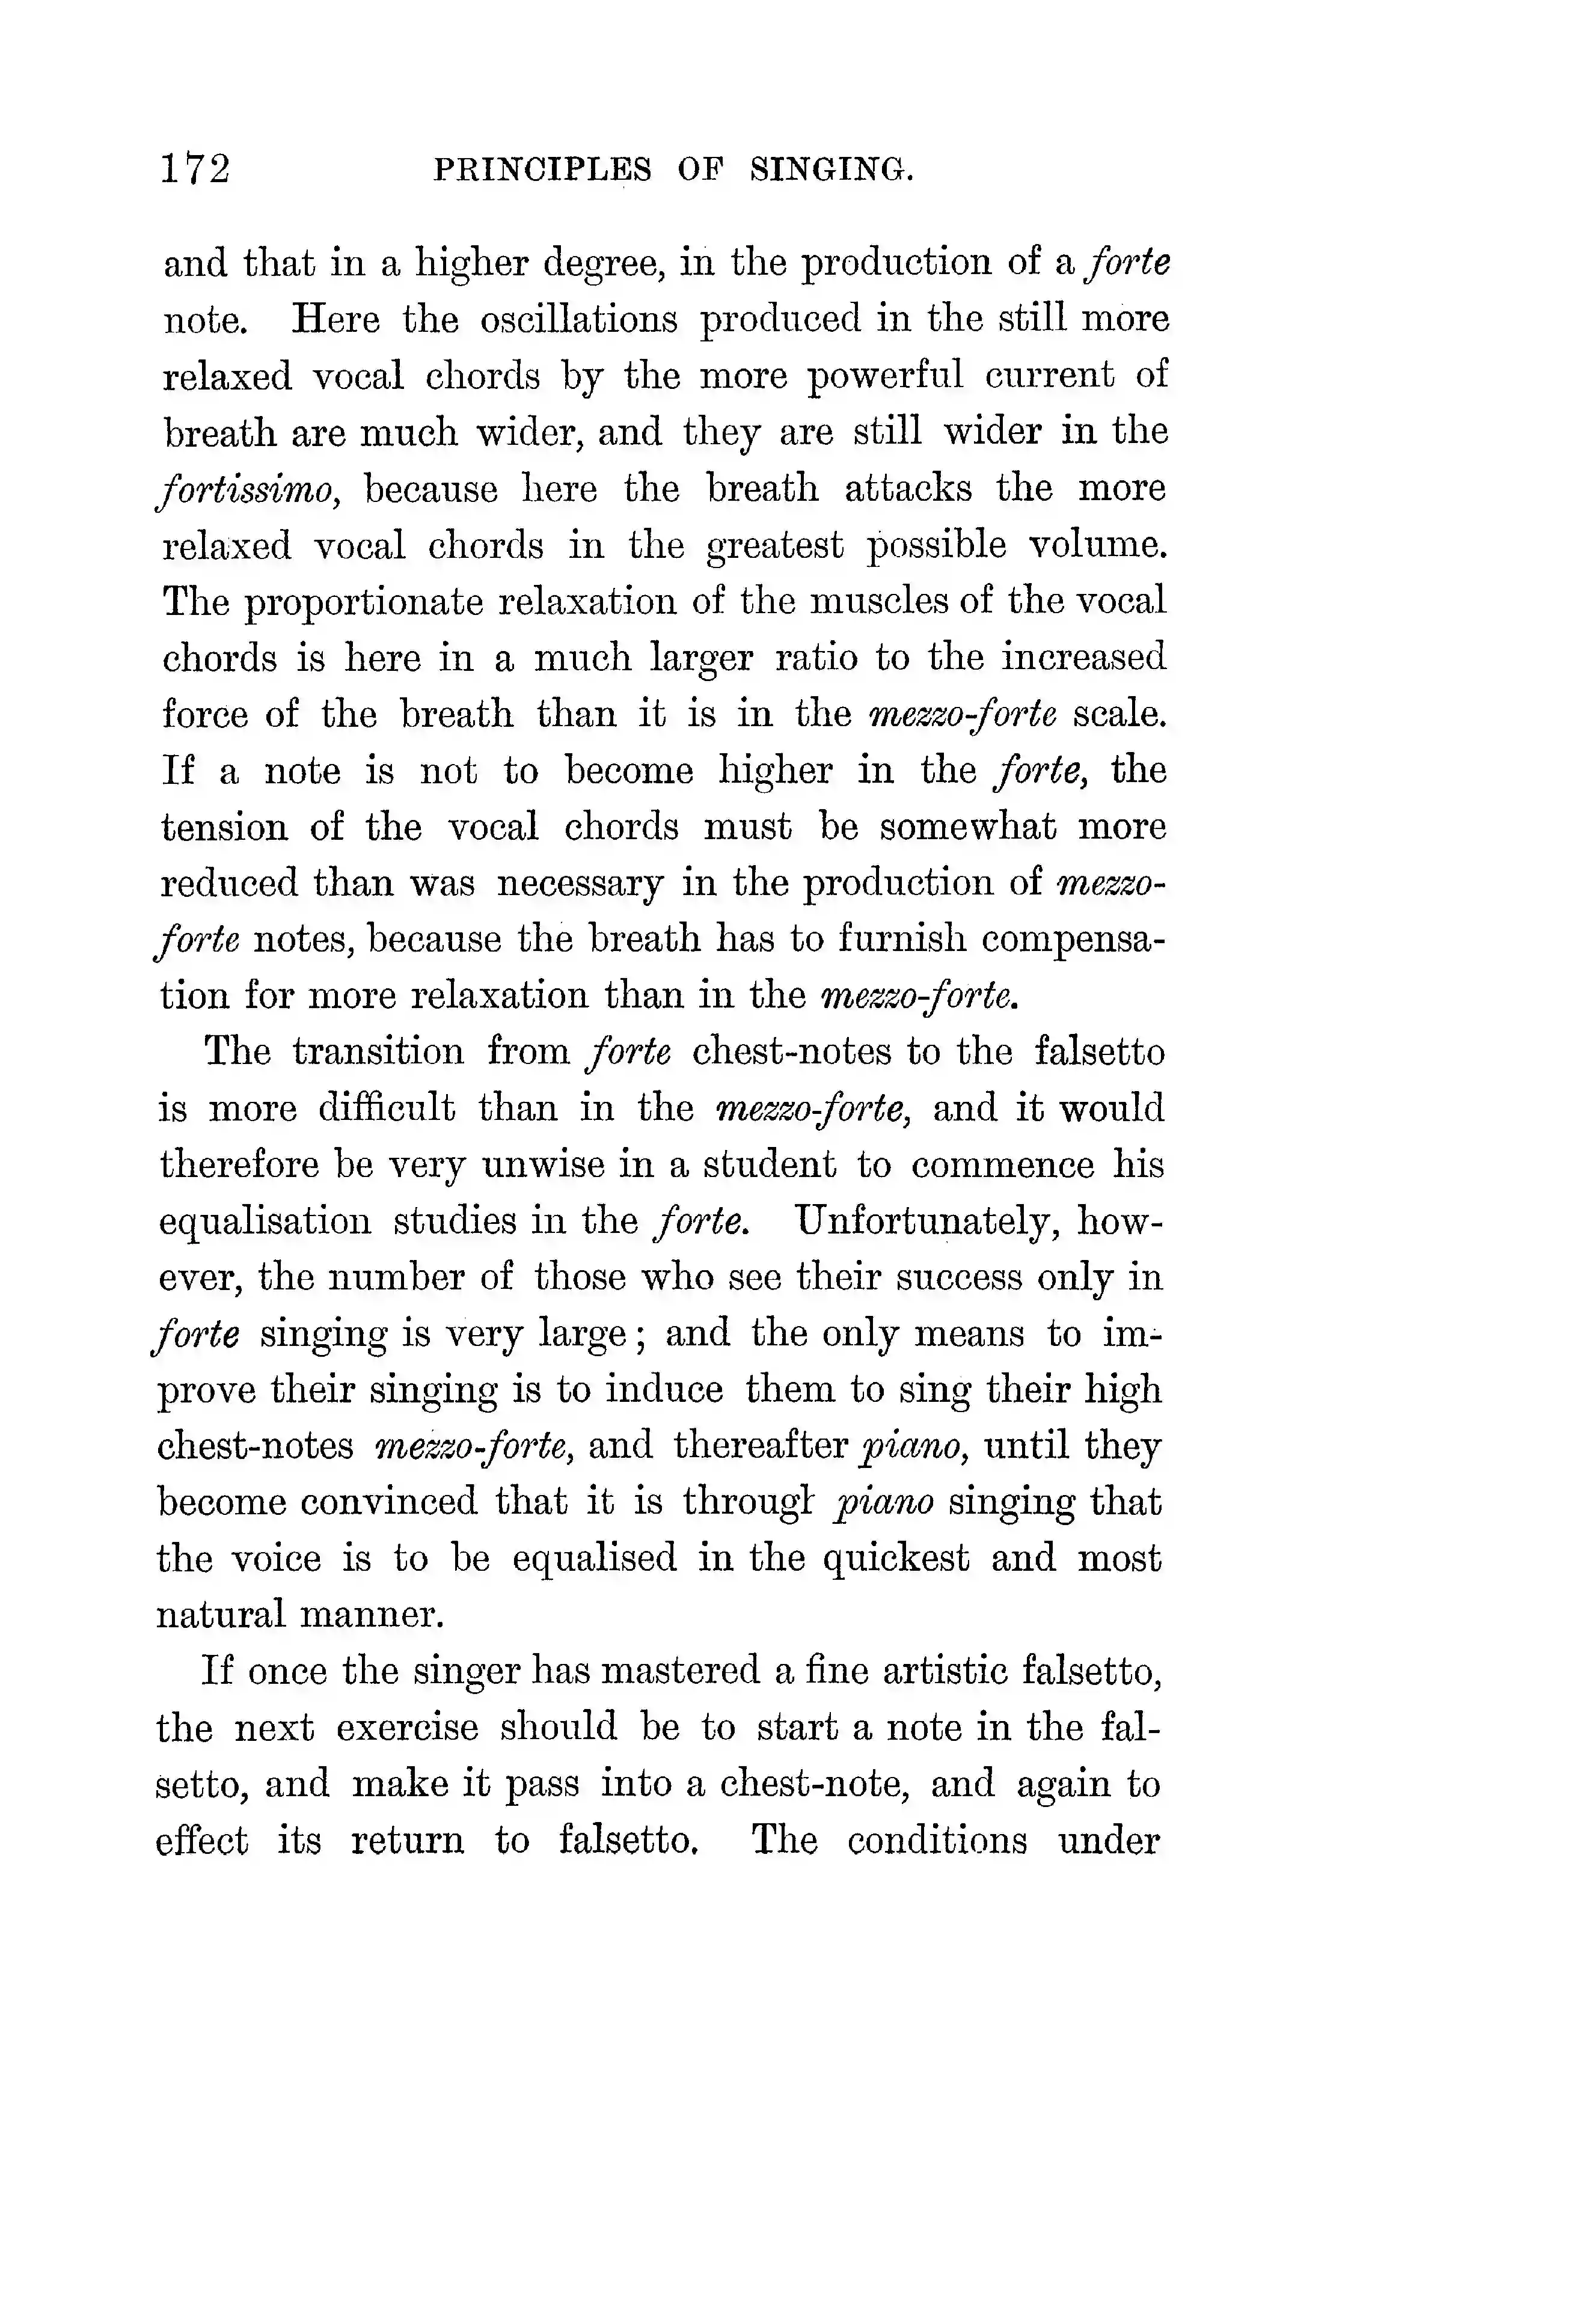 172 PRINCIPLES OF SINGING.
and that in a higher degree, in the production of a forte
note. Here the oscillations produced in the still more
relaxed vocal chords by the more powerful current of
breath are much wider, and they are still wider in the
fortissimo, because here the breath attacks the more
relaxed vocal chords in the greatest possible volume.
The proportionate relaxation of the muscles of the vocal
chords is here in a much larger ratio to the increased
force of the breath than it is in the mezzo-forte scale.
If a note is not to become higher in the forte, the
tension of the vocal chords must be somewhat more
reduced than was necessary in the production of mezzo-
forte notes, because the breath has to furnish compensa-
tion for more relaxation than in the mezzo-forte.
The transition from forte chest-notes to the falsetto
is more difficult than in the mezzo-forte, and it would
therefore be very unwise in a student to commence his
equalisation studies in the forte. Unfortunately, how-
ever, the number of those who see their success only in
forte singing is very large; and the only means to im-
prove their singing is to induce them to sing their high
chest-notes mezzo-forte, and thereafter piano, until they
become convinced that it is through piano singing that
the voice is to be equalised in the quickest and most
natural manner.
If once the singer has mastered a fine artistic falsetto,
the next exercise should be to start a note in the fal-
setto, and make it pass into a chest-note, and again to
effect its return to falsetto. The conditions under